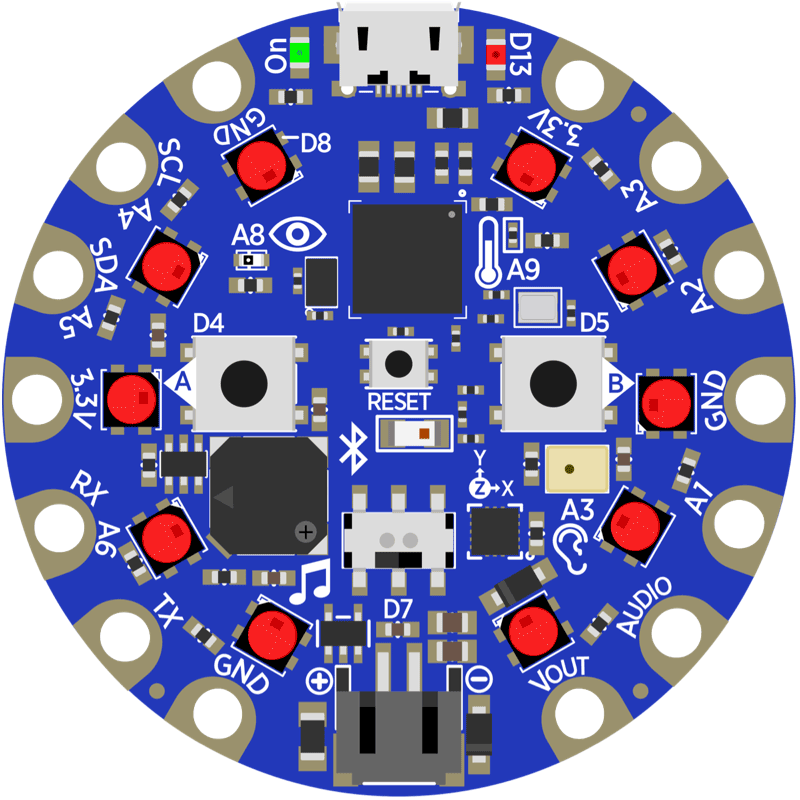 On
D13
GND
D8
3.3V
SCL
A4
A3
A8
A9
SDA
A5
A2
D4
D5
3.3V
A
B
GND
RESET
RX
A6
Y
Z
X
A3
A1
TX
D7
AUDIO
GND
VOUT